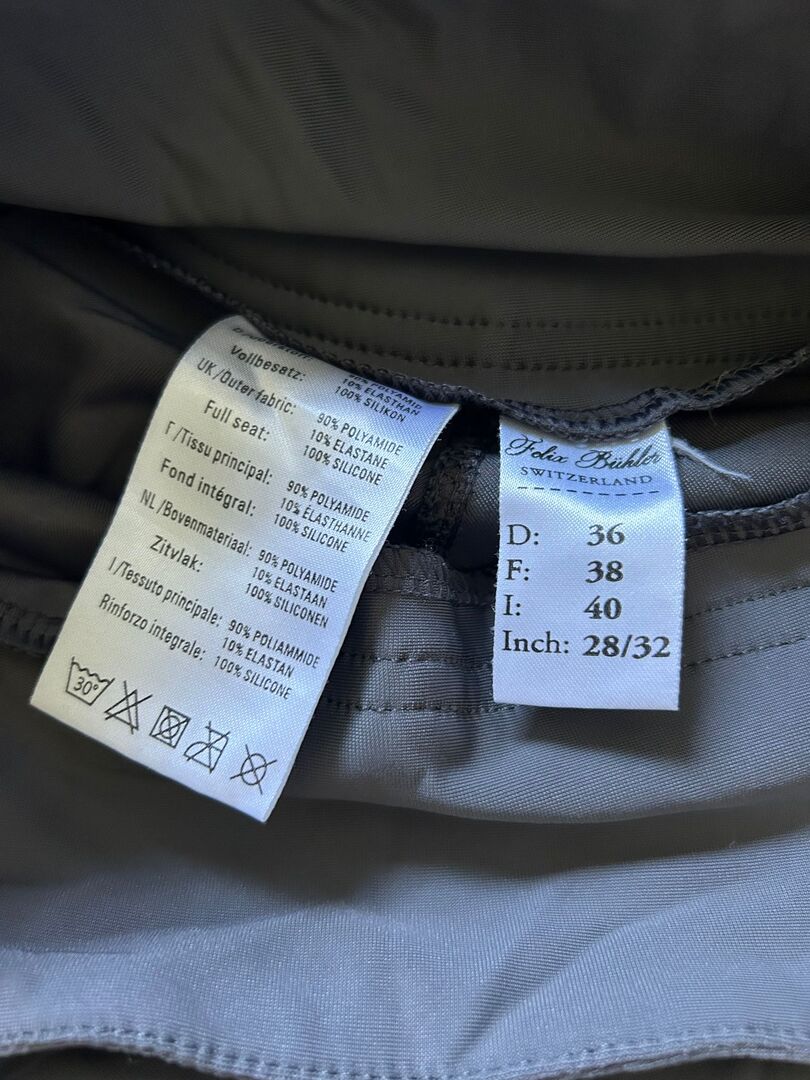 Vollbesatz:
10% ELASTHAN
100% SILIKON
UK/Outer fabric: 90% POLYAMIDE
10% ELASTANE
Full seat: 100% SILICONE
F/Tissu principal: 90% POLYAMIDE
10% ÉLASTHANNE
Fond intégral: 100% SILICONE
NL/Bovenmateriaal: 90% POLYAMIDE
10% ELASTAAN
Zitvlak: 100% SILICONEN
I/Tessuto principale: 90% POLIAMMIDE
10% ELASTAN
Rinforzo integrale: 100% SILICONE
30°
Felix Bühler
SWITZERLAND
D: 36
F: 38
I: 40
Inch: 28/32